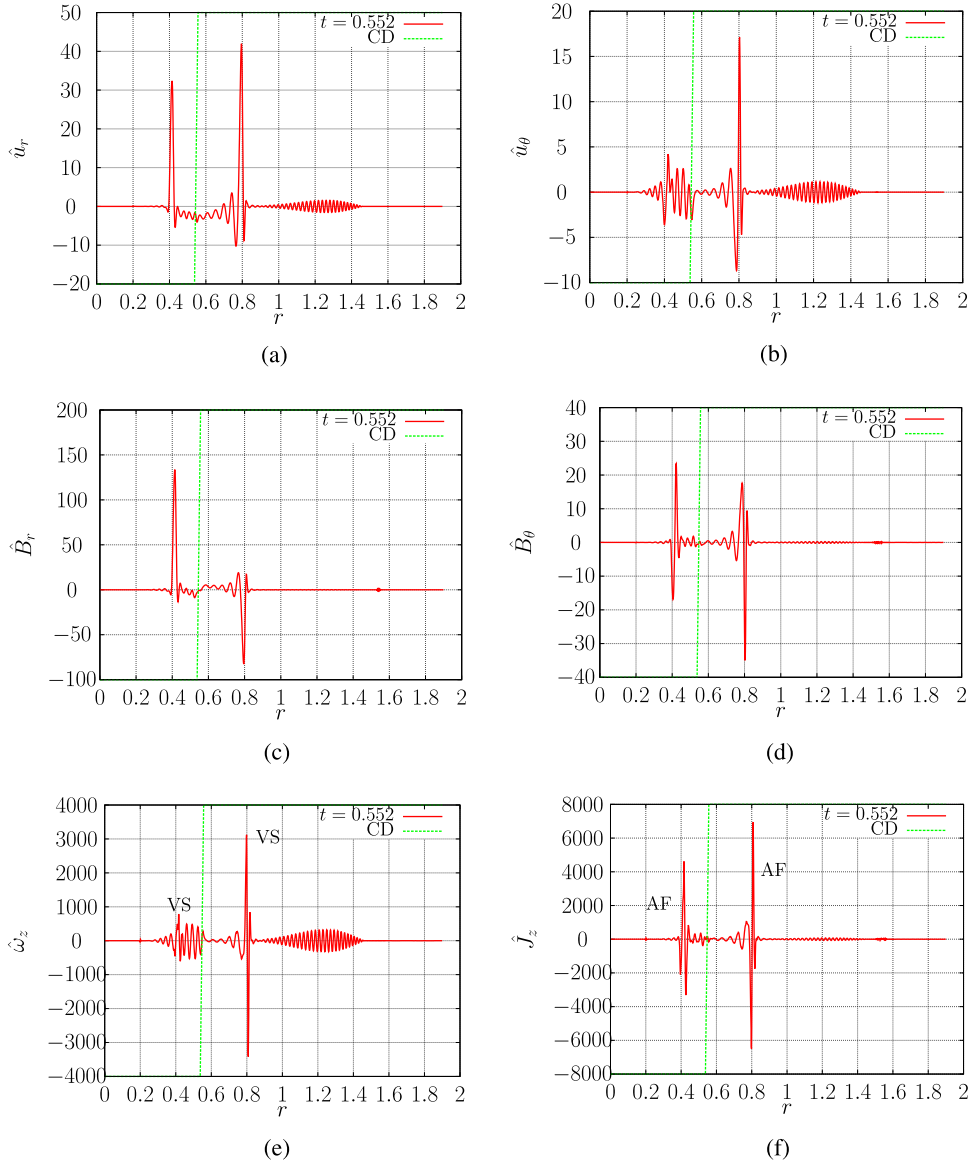 50
40
30
20
10
0
−10
−20
0 0.2 0.4 0.6 0.8 1 1.2 1.4 1.6 1.8 2
r
û_r
t = 0.552
CD
(a)
20
15
10
5
0
−5
−10
0 0.2 0.4 0.6 0.8 1 1.2 1.4 1.6 1.8 2
r
û_θ
t = 0.552
CD
(b)
200
150
100
50
0
−50
−100
0 0.2 0.4 0.6 0.8 1 1.2 1.4 1.6 1.8 2
r
B̂_r
t = 0.552
CD
(c)
40
30
20
10
0
−10
−20
−30
−40
0 0.2 0.4 0.6 0.8 1 1.2 1.4 1.6 1.8 2
r
B̂_θ
t = 0.552
CD
(d)
4000
3000
2000
1000
0
−1000
−2000
−3000
−4000
0 0.2 0.4 0.6 0.8 1 1.2 1.4 1.6 1.8 2
r
ω̂_z
t = 0.552
CD
VS
VS
(e)
8000
6000
4000
2000
0
−2000
−4000
−6000
−8000
0 0.2 0.4 0.6 0.8 1 1.2 1.4 1.6 1.8 2
r
Ĵ_z
t = 0.552
CD
AF
AF
(f)